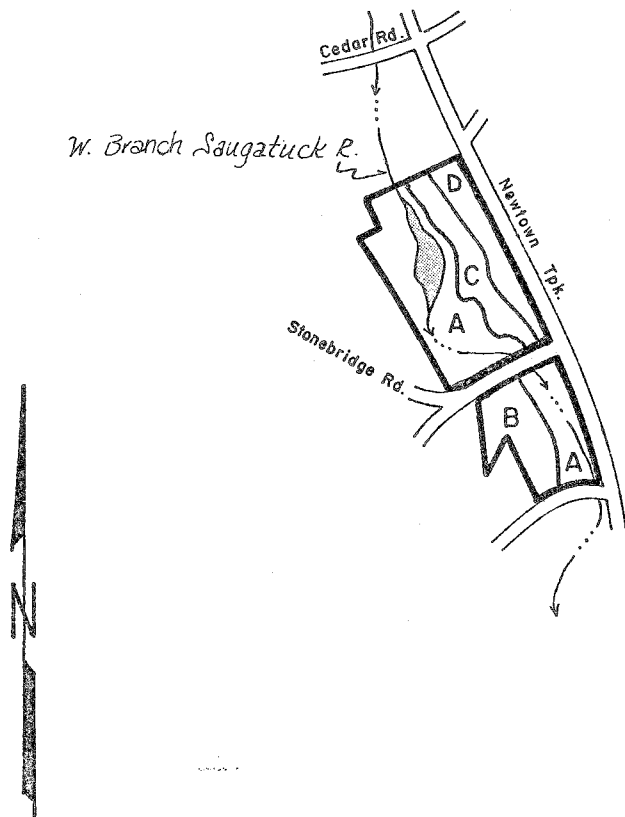 Cedar Rd.
W. Branch Saugatuck R.
D
Newtown Tpk.
C
A
Stonebridge Rd.
B
A
N